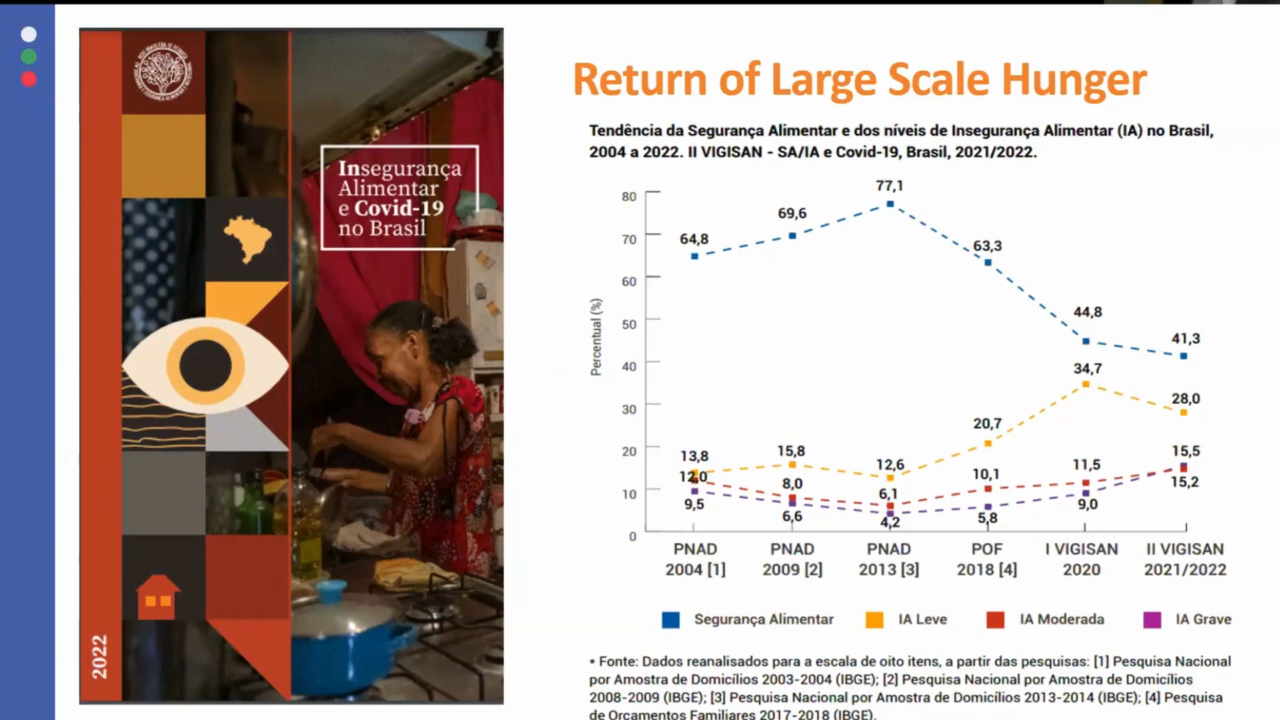 Insegurança
Alimentar
e Covid-19
no Brasil
2022
Return of Large Scale Hunger
Tendência da Segurança Alimentar e dos níveis de Insegurança Alimentar (IA) no Brasil,
2004 a 2022. II VIGISAN - SA/IA e Covid-19, Brasil, 2021/2022.
Percentual (%)
80
70
60
50
40
30
20
10
0
64,8
69,6
77,1
63,3
44,8
41,3
13,8
15,8
12,6
20,7
34,7
28,0
12,0
8,0
6,1
10,1
11,5
15,5
9,5
6,6
4,2
5,8
9,0
15,2
PNAD
2004 [1]
PNAD
2009 [2]
PNAD
2013 [3]
POF
2018 [4]
I VIGISAN
2020
II VIGISAN
2021/2022
Segurança Alimentar
IA Leve
IA Moderada
IA Grave
* Fonte: Dados reanalisados para a escala de oito itens, a partir das pesquisas: [1] Pesquisa Nacional
por Amostra de Domicílios 2003-2004 (IBGE); [2] Pesquisa Nacional por Amostra de Domicílios
2008-2009 (IBGE); [3] Pesquisa Nacional por Amostra de Domicílios 2013-2014 (IBGE); [4] Pesquisa
de Orçamentos Familiares 2017-2018 (IBGE).